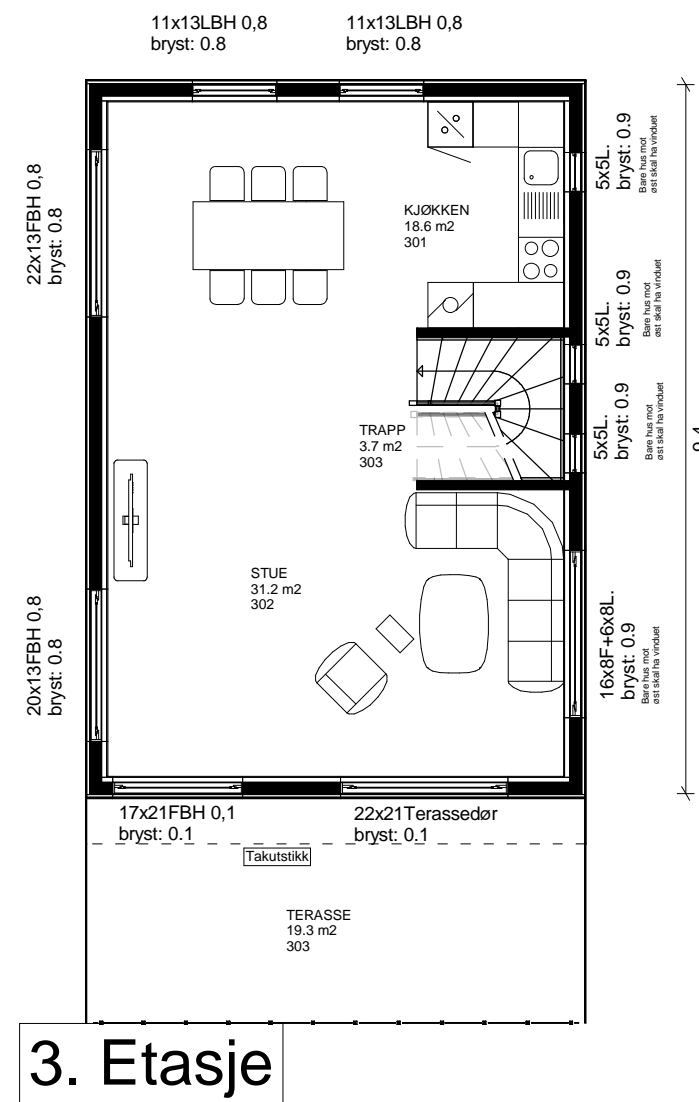 11x13LBH 0,8
bryst: 0.8
11x13LBH 0,8
bryst: 0.8
22x13FBH 0,8
bryst: 0.8
5x5L.
bryst: 0.9
Bare hus mot
øst skal ha vinduet
KJØKKEN
18.6 m2
301
5x5L.
bryst: 0.9
Bare hus mot
øst skal ha vinduet
TRAPP
3.7 m2
303
5x5L.
bryst: 0.9
Bare hus mot
øst skal ha vinduet
STUE
31.2 m2
302
20x13FBH 0,8
bryst: 0.8
16x8F+6x8L.
bryst: 0.9
Bare hus mot
øst skal ha vinduet
17x21FBH 0,1
bryst: 0.1
22x21Terassedør
bryst: 0.1
Takutstikk
TERASSE
19.3 m2
303
3. Etasje